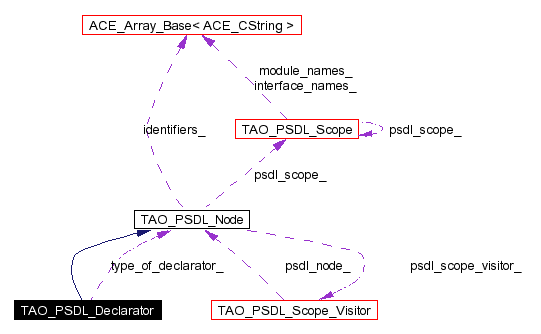 ACE_Array_Base< ACE_CString >
module_names_
interface_names_
identifiers_
TAO_PSDL_Scope
psdl_scope_
psdl_scope_
TAO_PSDL_Node
type_of_declarator_
psdl_node_
psdl_scope_visitor_
TAO_PSDL_Declarator
TAO_PSDL_Scope_Visitor